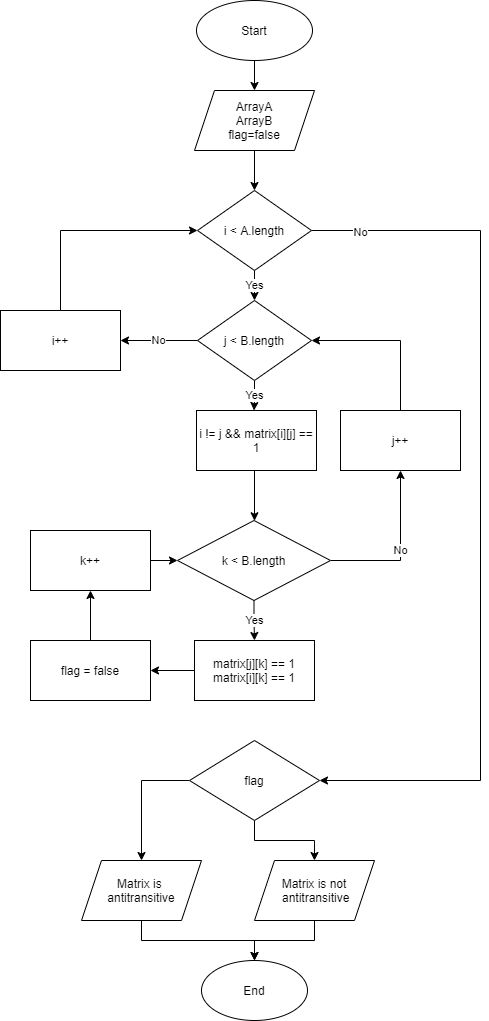 Start
ArrayA
ArrayB
flag=false
i < A.length
No
Yes
i++
No
j < B.length
Yes
i != j && matrix[i][j] ==
1
j++
k++
k < B.length
No
Yes
flag = false
matrix[j][k] == 1
matrix[i][k] == 1
flag
Matrix is
antitransitive
Matrix is not
antitransitive
End